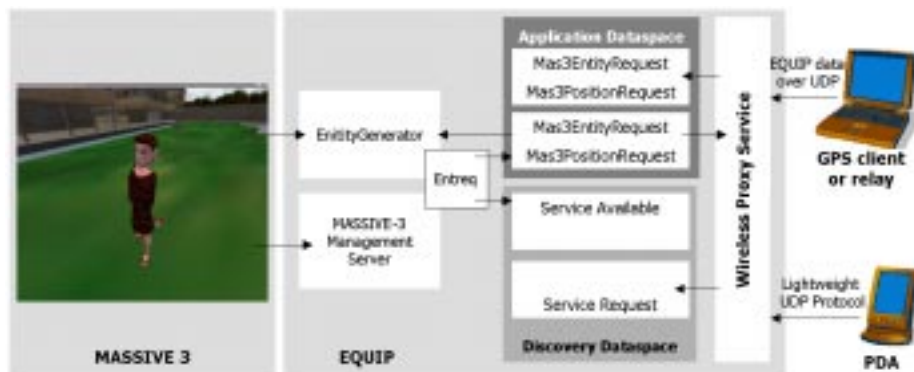 Application Dataspace
Mas3EntityRequest
Mas3PositionRequest
Mas3EntityRequest
Mas3PositionRequest
EnitityGenerator
Entreq
MASSIVE-3
Management
Server
Service Available
Service Request
Discovery Dataspace
Wireless Proxy Service
EQUIP data
over UDP
GPS client
or relay
Lightweight
UDP Protocol
PDA
MASSIVE 3
EQUIP